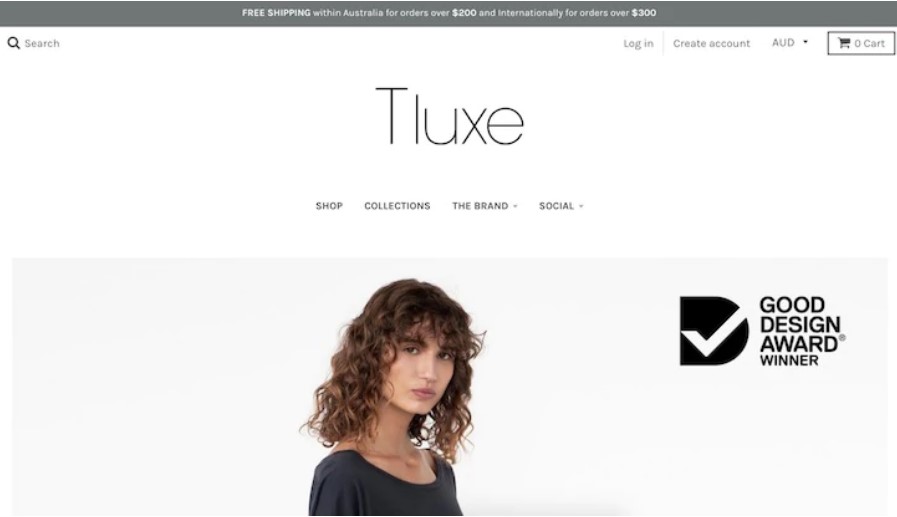 FREE SHIPPING within Australia for orders over $200 and Internationally for orders over $300
Search
Log in
Create account
AUD
0 Cart
Tluxe
SHOP
COLLECTIONS
THE BRAND
SOCIAL
GOOD
DESIGN
AWARD®
WINNER